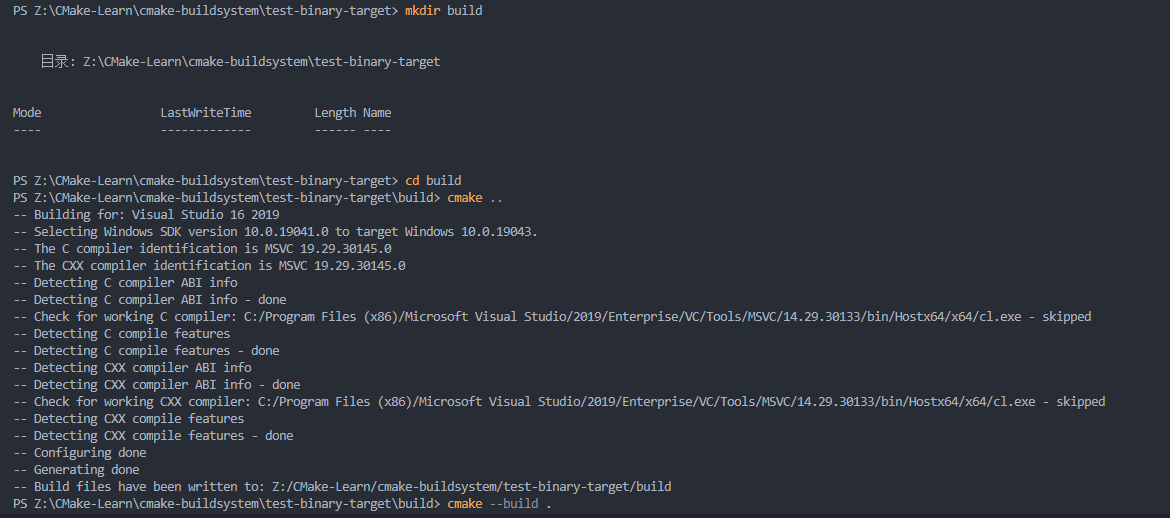 PS Z:\CMake-Learn\cmake-buildsystem\test-binary-target> mkdir build
目录: Z:\CMake-Learn\cmake-buildsystem\test-binary-target
Mode LastWriteTime Length Name
---- ------------- ------ ----
PS Z:\CMake-Learn\cmake-buildsystem\test-binary-target> cd build
PS Z:\CMake-Learn\cmake-buildsystem\test-binary-target\build> cmake ..
-- Building for: Visual Studio 16 2019
-- Selecting Windows SDK version 10.0.19041.0 to target Windows 10.0.19043.
-- The C compiler identification is MSVC 19.29.30145.0
-- The CXX compiler identification is MSVC 19.29.30145.0
-- Detecting C compiler ABI info
-- Detecting C compiler ABI info - done
-- Check for working C compiler: C:/Program Files (x86)/Microsoft Visual Studio/2019/Enterprise/VC/Tools/MSVC/14.29.30133/bin/Hostx64/x64/cl.exe - skipped
-- Detecting C compile features
-- Detecting C compile features - done
-- Detecting CXX compiler ABI info
-- Detecting CXX compiler ABI info - done
-- Check for working CXX compiler: C:/Program Files (x86)/Microsoft Visual Studio/2019/Enterprise/VC/Tools/MSVC/14.29.30133/bin/Hostx64/x64/cl.exe - skipped
-- Detecting CXX compile features
-- Detecting CXX compile features - done
-- Configuring done
-- Generating done
-- Build files have been written to: Z:/CMake-Learn/cmake-buildsystem/test-binary-target/build
PS Z:\CMake-Learn\cmake-buildsystem\test-binary-target\build> cmake --build .